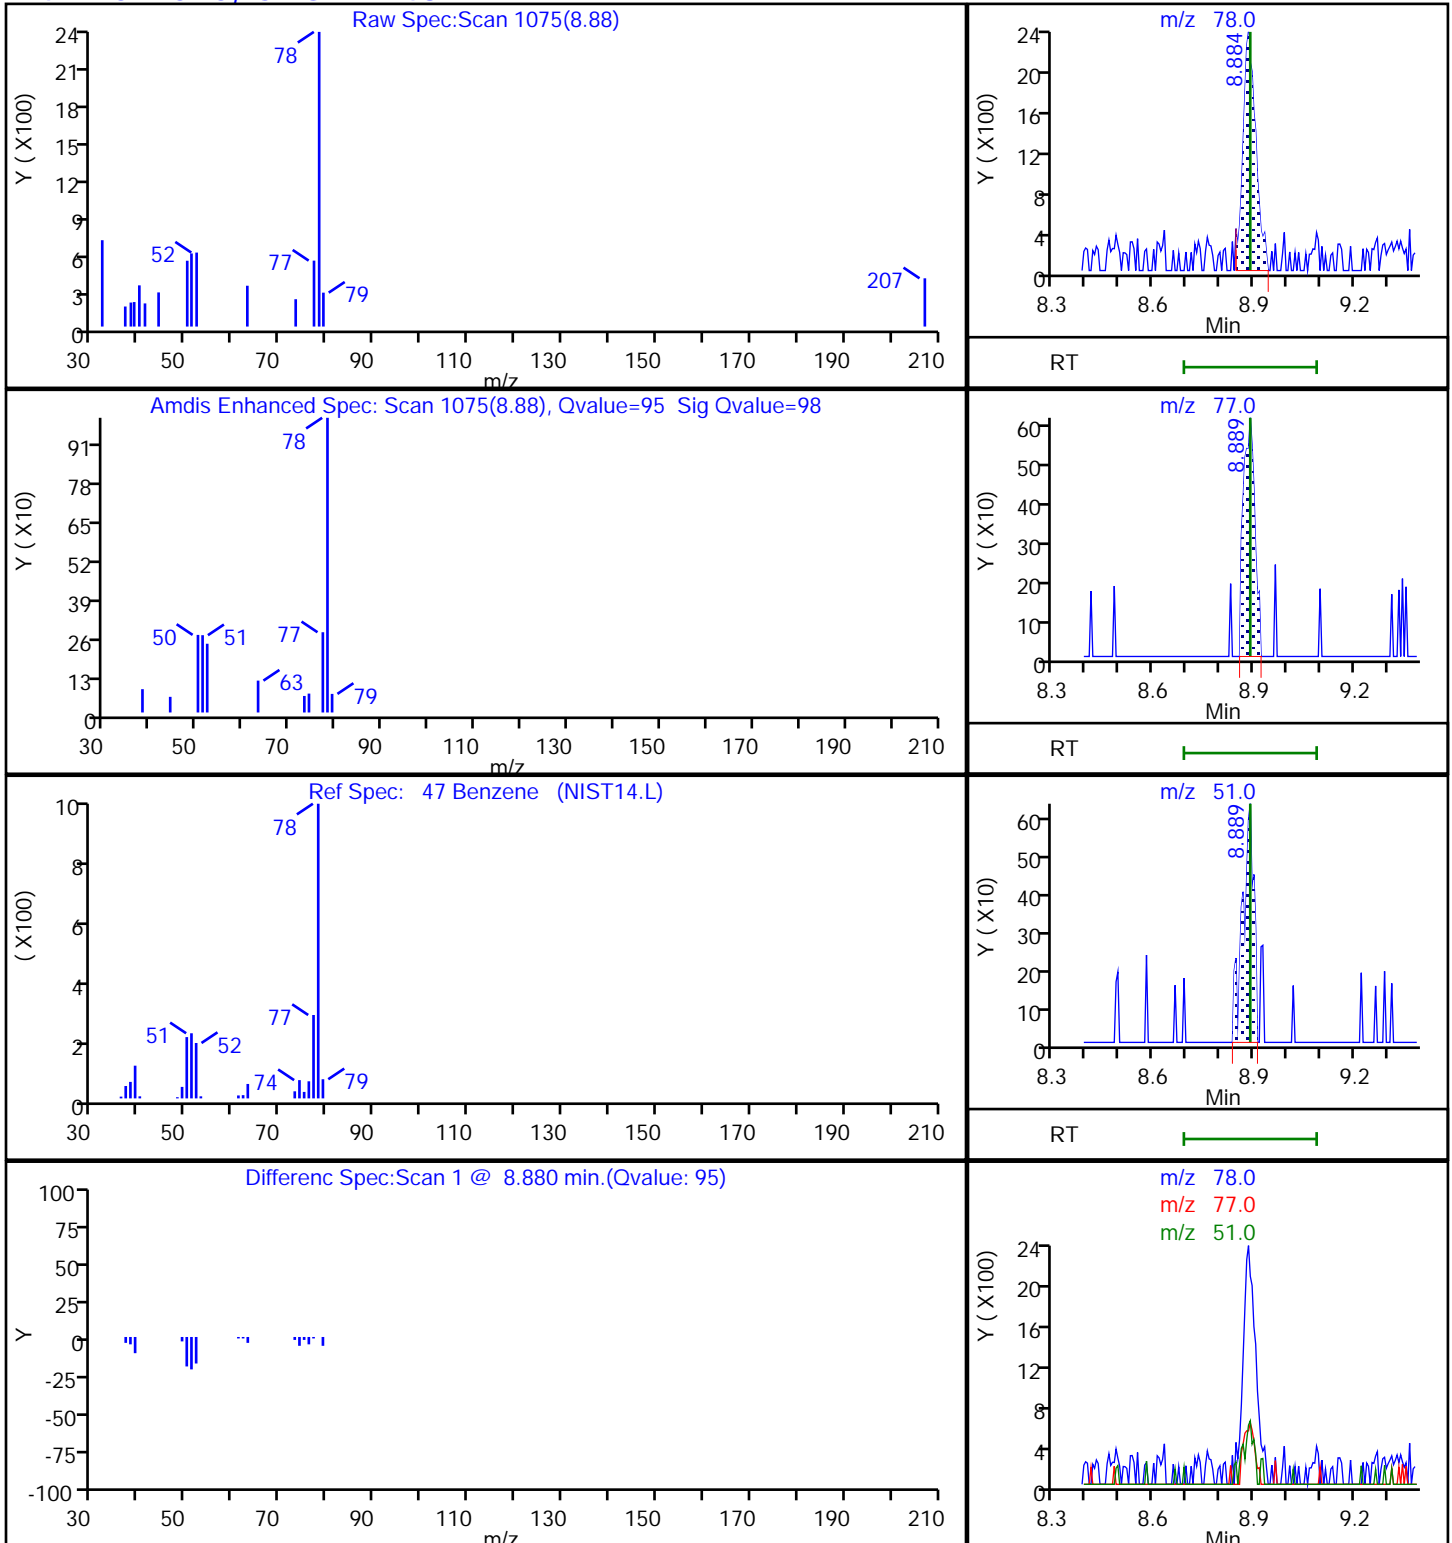 Raw Spec:Scan 1075(8.88)
Y ( X100)
24
21
18
15
12
9
6
3
0
78
52
77
79
207
30 50 70 90 110 130 150 170 190 210
m/z
m/z 78.0
Y ( X100)
24
20
16
12
8
4
0
8.884
8.3 8.6 8.9 9.2
Min
RT
Amdis Enhanced Spec: Scan 1075(8.88), Qvalue=95 Sig Qvalue=98
Y ( X10)
91
78
65
52
39
26
13
0
78
50
51
77
63
79
30 50 70 90 110 130 150 170 190 210
m/z
m/z 77.0
Y ( X10)
60
50
40
30
20
10
0
8.889
8.3 8.6 8.9 9.2
Min
RT
Ref Spec: 47 Benzene (NIST14.L)
( X100)
10
8
6
4
2
0
78
77
51
52
74
79
30 50 70 90 110 130 150 170 190 210
m/z
m/z 51.0
Y ( X10)
60
50
40
30
20
10
0
8.889
8.3 8.6 8.9 9.2
Min
RT
Differenc Spec:Scan 1 @ 8.880 min.(Qvalue: 95)
Y
100
75
50
25
0
-25
-50
-75
-100
30 50 70 90 110 130 150 170 190 210
m/z
m/z 78.0
m/z 77.0
m/z 51.0
Y ( X100)
24
20
16
12
8
4
0
8.3 8.6 8.9 9.2
Min